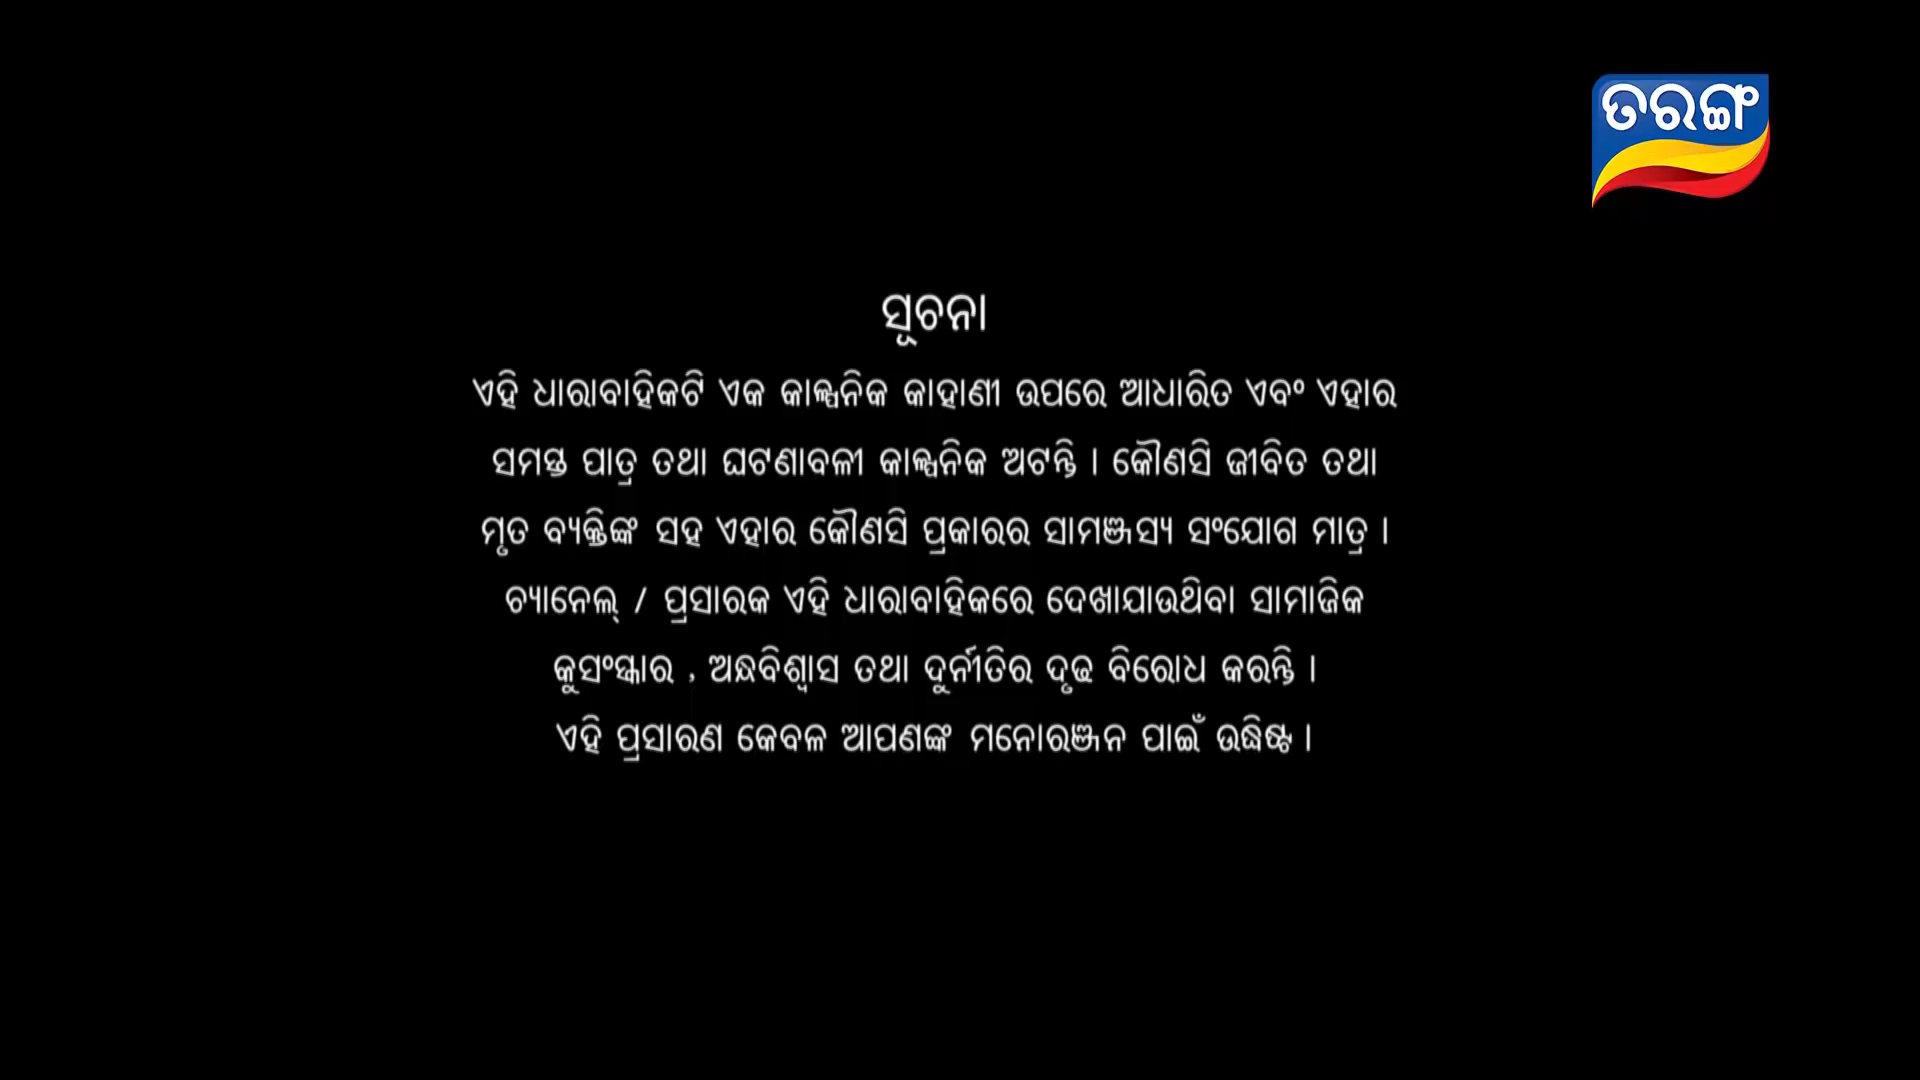 ତରଙ୍ଗ
ସୂଚନା
ଏହି ଧାରାବାହିକଟି ଏକ କାଳ୍ପନିକ କାହାଣୀ ଉପରେ ଆଧାରିତ ଏବଂ ଏହାର
ସମସ୍ତ ପାତ୍ର ତଥା ଘଟଣାବଳୀ କାଳ୍ପନିକ ଅଟନ୍ତି । କୌଣସି ଜୀବିତ ତଥା
ମୃତ ବ୍ୟକ୍ତିଙ୍କ ସହ ଏହାର କୌଣସି ପ୍ରକାରର ସାମଞ୍ଜସ୍ୟ ସଂଯୋଗ ମାତ୍ର ।
ଚ୍ୟାନେଲ୍ / ପ୍ରସାରକ ଏହି ଧାରାବାହିକରେ ଦେଖାଯାଉଥିବା ସାମାଜିକ
କୁସଂସ୍କାର , ଅନ୍ଧବିଶ୍ୱାସ ତଥା ଦୁର୍ନୀତିର ଦୃଢ ବିରୋଧ କରନ୍ତି ।
ଏହି ପ୍ରସାରଣ କେବଳ ଆପଣଙ୍କ ମନୋରଞ୍ଜନ ପାଇଁ ଉଦ୍ଧିଷ୍ଟ ।